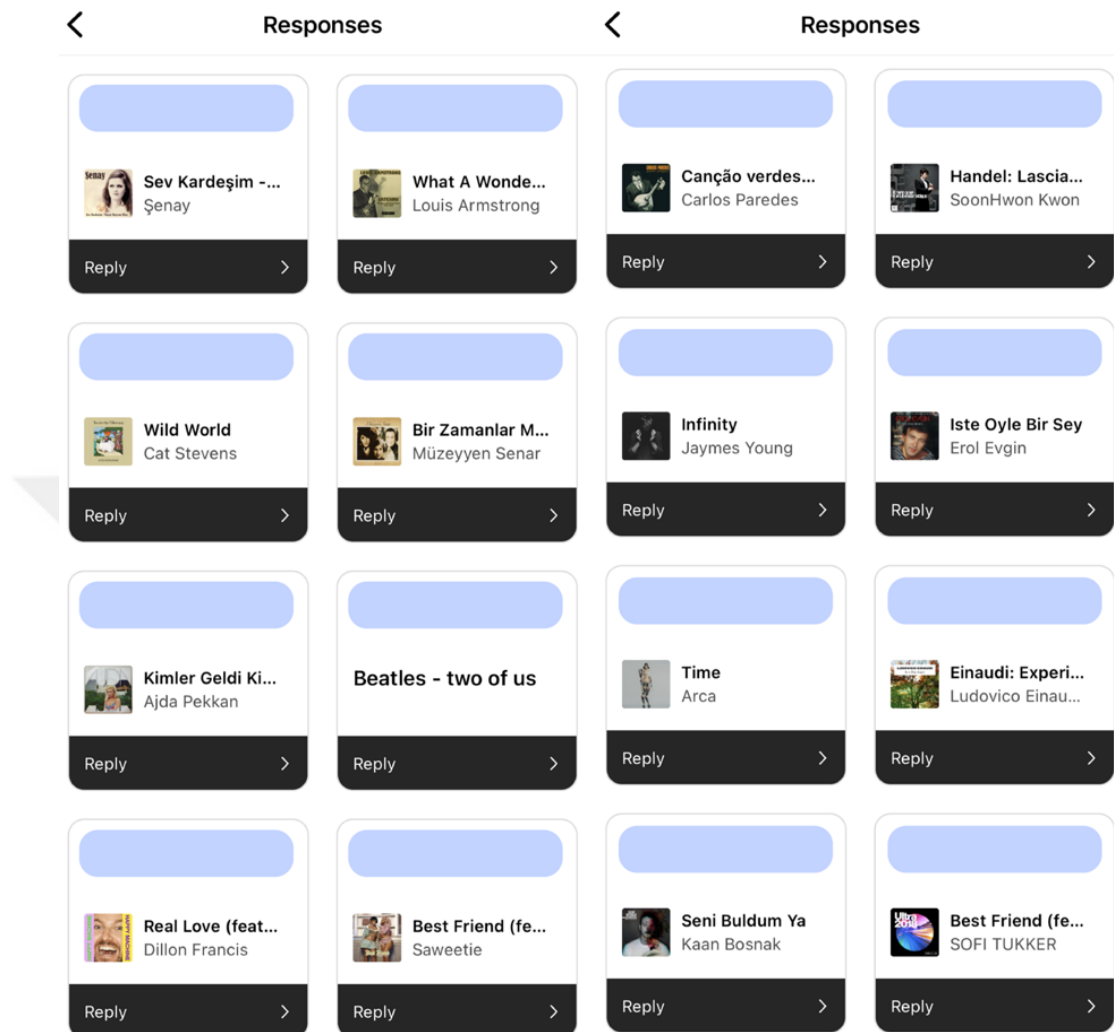 Responses
Sev Kardeşim -...
Şenay
Reply
What A Wonde...
Louis Armstrong
Reply
Wild World
Cat Stevens
Reply
Bir Zamanlar M...
Müzeyyen Senar
Reply
Kimler Geldi Ki...
Ajda Pekkan
Reply
Beatles - two of us
Reply
Real Love (feat...
Dillon Francis
Reply
Best Friend (fe...
Saweetie
Reply
Responses
Canção verdes...
Carlos Paredes
Reply
Handel: Lascia...
SoonHwon Kwon
Reply
Infinity
Jaymes Young
Reply
Iste Oyle Bir Sey
Erol Evgin
Reply
Time
Arca
Reply
Einaudi: Experi...
Ludovico Einau...
Reply
Seni Buldum Ya
Kaan Bosnak
Reply
Ultra
2018
Best Friend (fe...
SOFI TUKKER
Reply